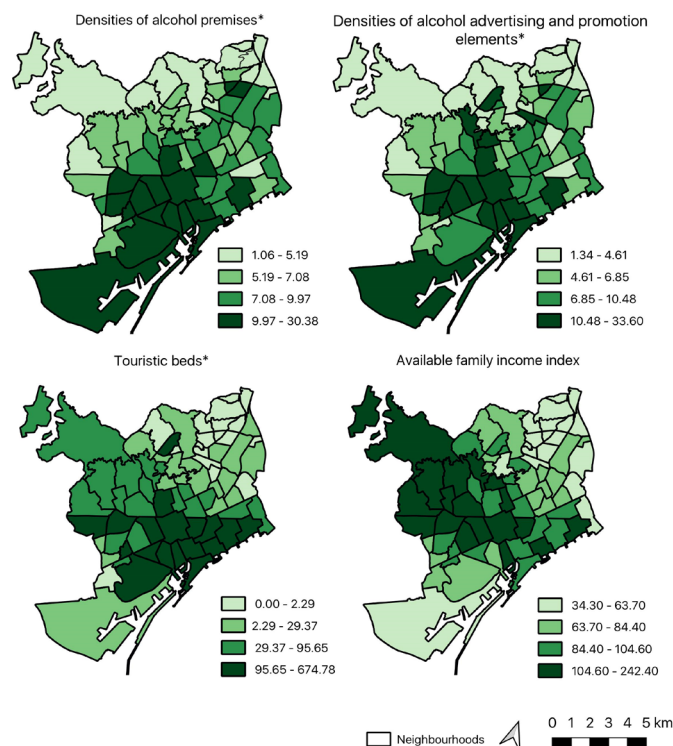 Densities of alcohol premises*
Densities of alcohol advertising and promotion
elements*
1.06 - 5.19
5.19 - 7.08
7.08 - 9.97
9.97 - 30.38
1.34 - 4.61
4.61 - 6.85
6.85 - 10.48
10.48 - 33.60
Touristic beds*
Available family income index
0.00 - 2.29
2.29 - 29.37
29.37 - 95.65
95.65 - 674.78
34.30 - 63.70
63.70 - 84.40
84.40 - 104.60
104.60 - 242.40
Neighbourhoods
0 1 2 3 4 5 km